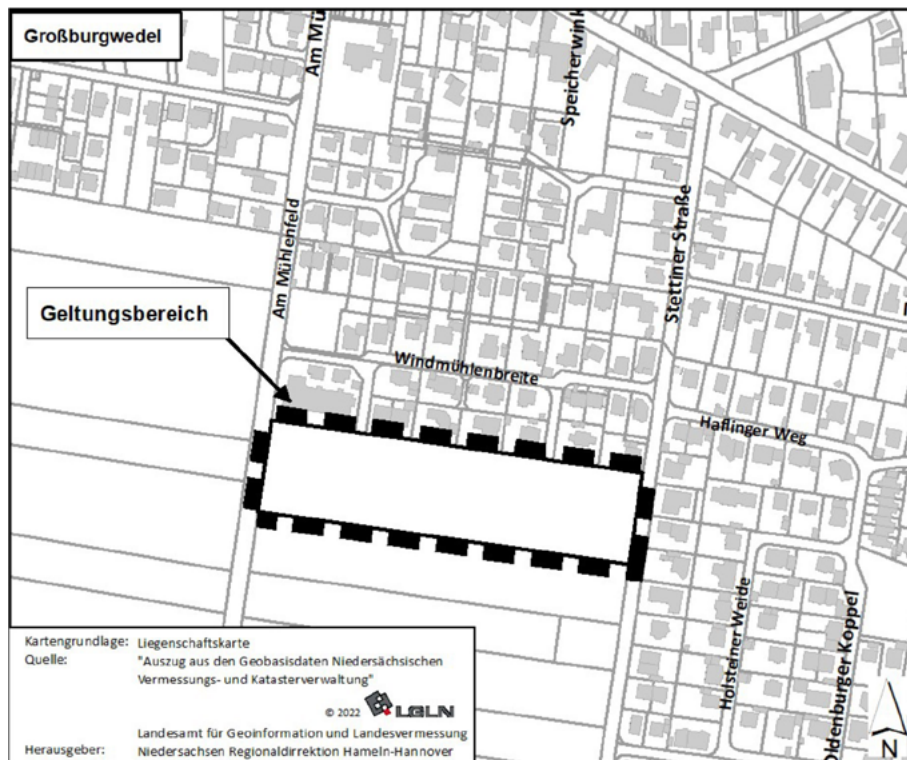 Großburgwedel
Am Mü
Speicherwink
Am Mühlenfeld
Stettiner Straße
Geltungsbereich
Windmühlenbreite
Haflinger Weg
Holsteiner Weide
Oldenburger Koppel
Kartengrundlage: Liegenschaftskarte
Quelle: "Auszug aus den Geobasisdaten Niedersächsischen
Vermessungs- und Katasterverwaltung"
© 2022 LGLN
Landesamt für Geoinformation und Landesvermessung
Herausgeber: Niedersachsen Regionaldirrektion Hameln-Hannover
N